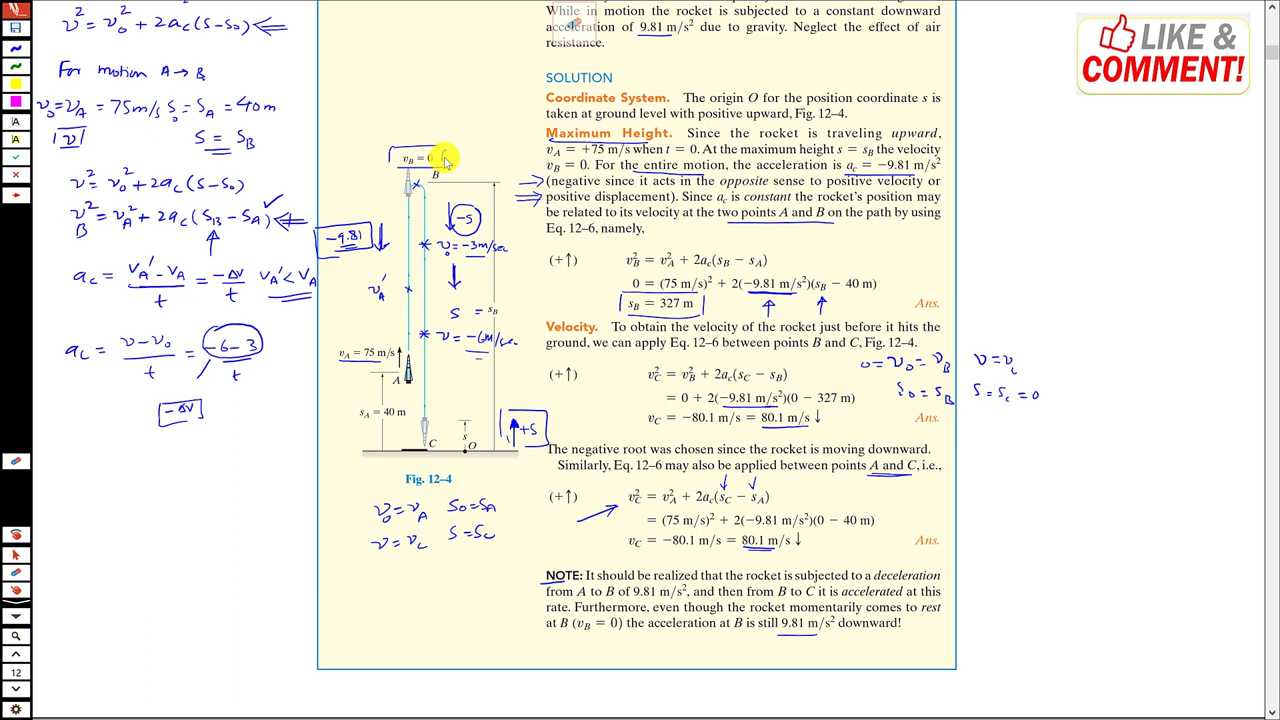 v² = v₀² + 2ac(s-s₀)
For motion A → B
v₀=vA = 75m/s s₀ = sA = 40m
|v| s = sB
v² = v₀² + 2ac(s-s₀)
vB² = vA² + 2ac(sB - sA)
ac = vA' - vA / t = -Δv / t vA' < vA
ac = v - v₀ / t = -6-3 / t
-Δv
vB = 0
B
-9.81
-s
v₀ = -3m/sec
vA'
s = sB
v = -6m/sec
vA = 75 m/s
A
sA = 40 m
s
+s
C
O
Fig. 12–4
v₀ = vA s₀ = sA
v = vC s = sC
While in motion the rocket is subjected to a constant downward
acceleration of 9.81 m/s² due to gravity. Neglect the effect of air
resistance.
SOLUTION
Coordinate System. The origin O for the position coordinate s is
taken at ground level with positive upward, Fig. 12–4.
Maximum Height. Since the rocket is traveling upward,
vA = +75 m/s when t = 0. At the maximum height s = sB the velocity
vB = 0. For the entire motion, the acceleration is ac = −9.81 m/s²
(negative since it acts in the opposite sense to positive velocity or
positive displacement). Since ac is constant the rocket's position may
be related to its velocity at the two points A and B on the path by using
Eq. 12–6, namely,
(+↑) vB² = vA² + 2ac(sB − sA)
0 = (75 m/s)² + 2(−9.81 m/s²)(sB − 40 m)
sB = 327 m Ans.
Velocity. To obtain the velocity of the rocket just before it hits the
ground, we can apply Eq. 12–6 between points B and C, Fig. 12–4.
0 = v₀ = vB v = vC
s₀ = sB s = sC = 0
(+↑) vC² = vB² + 2ac(sC − sB)
= 0 + 2(−9.81 m/s²)(0 − 327 m)
vC = −80.1 m/s = 80.1 m/s ↓ Ans.
The negative root was chosen since the rocket is moving downward.
Similarly, Eq. 12–6 may also be applied between points A and C, i.e.,
(+↑) vC² = vA² + 2ac(sC − sA)
= (75 m/s)² + 2(−9.81 m/s²)(0 − 40 m)
vC = −80.1 m/s = 80.1 m/s ↓ Ans.
NOTE: It should be realized that the rocket is subjected to a deceleration
from A to B of 9.81 m/s², and then from B to C it is accelerated at this
rate. Furthermore, even though the rocket momentarily comes to rest
at B (vB = 0) the acceleration at B is still 9.81 m/s² downward!
LIKE &
COMMENT!
A
A
12